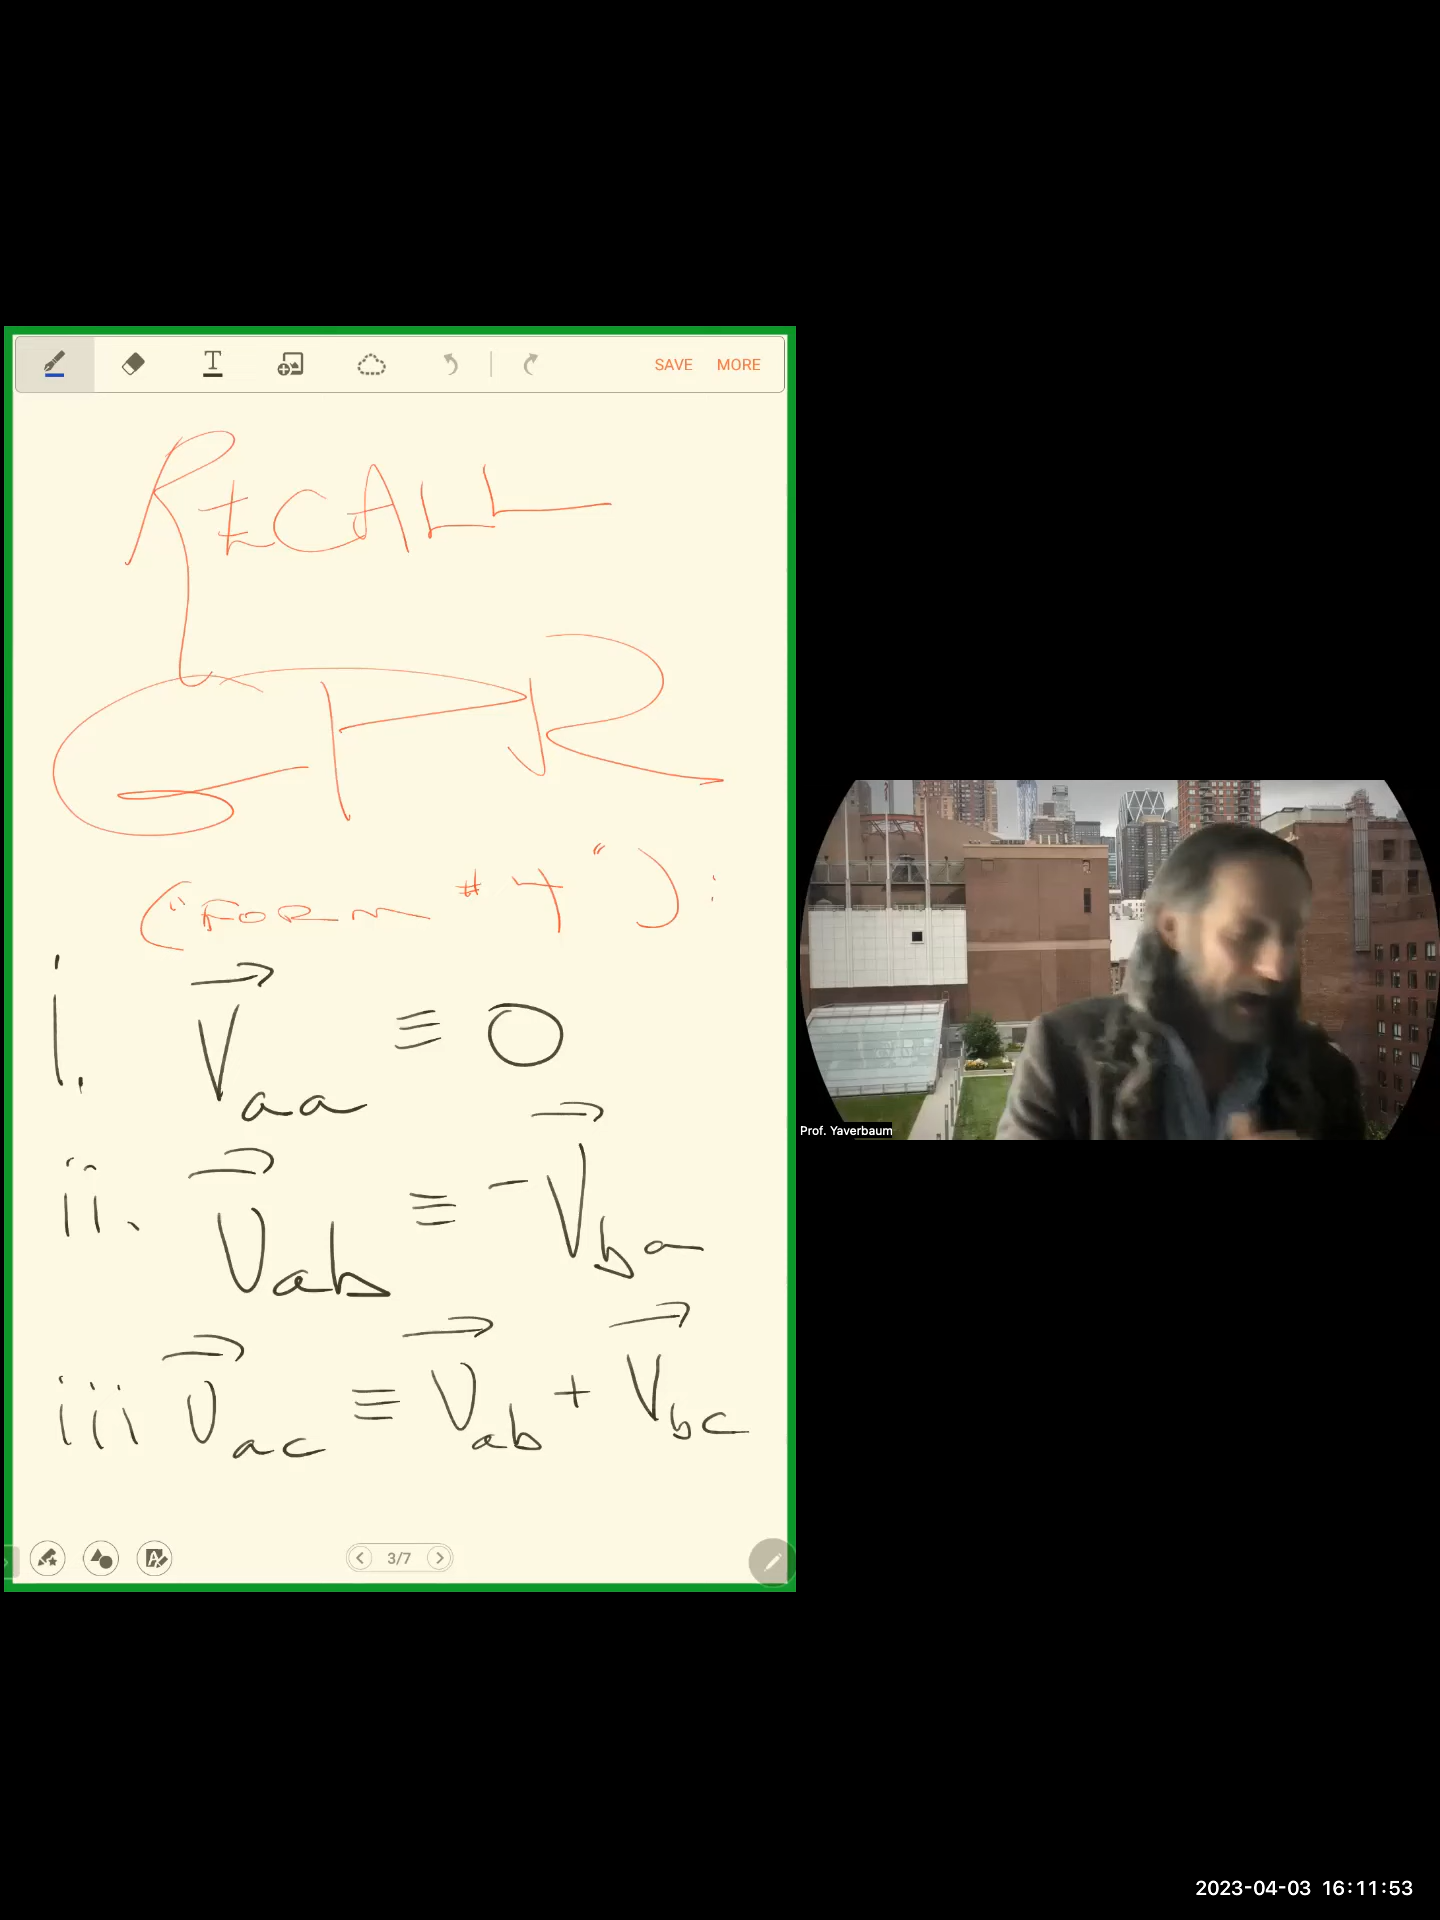 T
SAVE MORE
RECALL
GPR
("FORM #4"):
i. V⃗aa ≡ 0
ii. V⃗ab ≡ -V⃗ba
iii V⃗ac ≡ V⃗ab + V⃗bc
3/7
Prof. Yaverbaum
2023-04-03 16:11:53